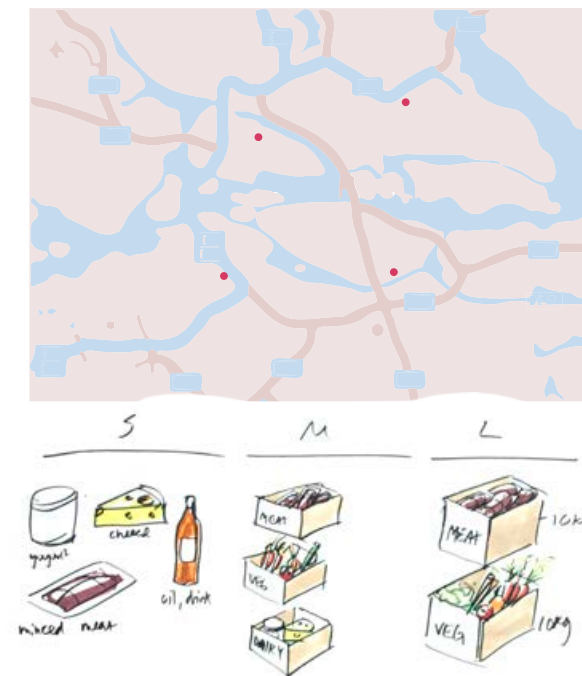 S
M
L
cheese
yogurt
oil, drink
minced meat
MEAT
VEG
DAIRY
MEAT
VEG
10kg